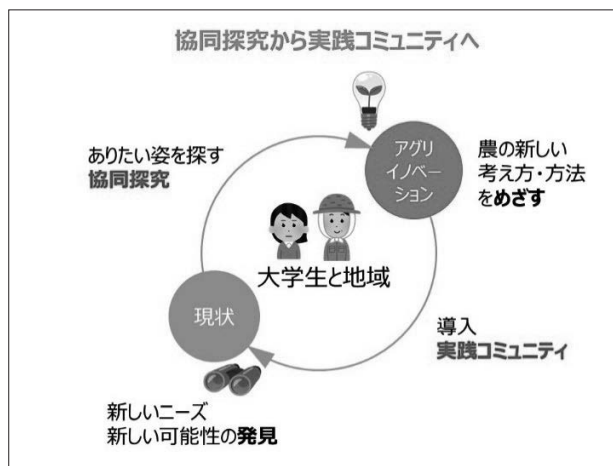 協同探究から実践コミュニティへ
ありたい姿を探す
協同探究
アグリ
イノベー
ション
農の新しい
考え方・方法
をめざす
大学生と地域
現状
導入
実践コミュニティ
新しいニーズ
新しい可能性の発見